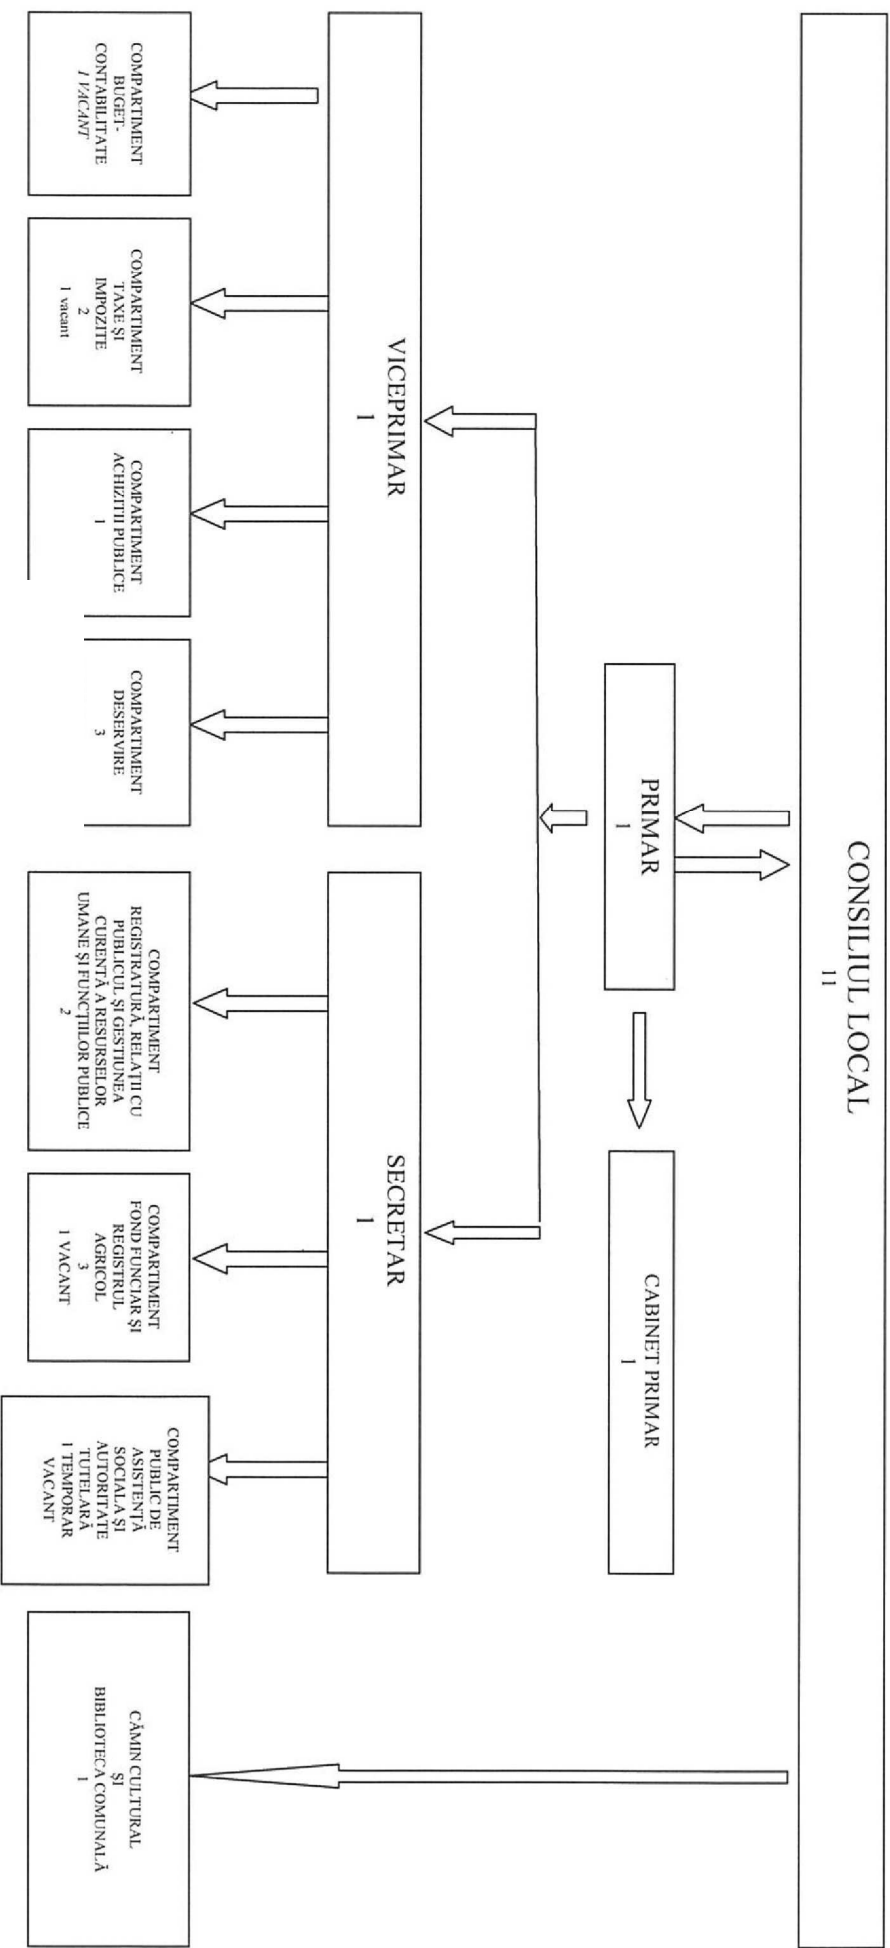 CONSILIUL LOCAL
11
PRIMAR
1
CABINET PRIMAR
1
VICEPRIMAR
1
SECRETAR
1
COMPARTIMENT
BUGET-
CONTABILITATE
1 VACANT
COMPARTIMENT
TAXE ŞI
IMPOZITE
2
1 vacant
COMPARTIMENT
ACHIZITII PUBLICE
1
COMPARTIMENT
DESERVIRE
3
COMPARTIMENT
REGISTRATURĂ, RELAŢII CU
PUBLICUL ŞI GESTIUNEA
CURENTĂ A RESURSELOR
UMANE ŞI FUNCŢIILOR PUBLICE
2
COMPARTIMENT
FOND FUNCIAR ŞI
REGISTRUL
AGRICOL
3
1 VACANT
COMPARTIMENT
PUBLIC DE
ASISTENŢĂ
SOCIALA ŞI
AUTORITATE
TUTELARĂ
1 TEMPORAR
VACANT
CĂMIN CULTURAL
ŞI
BIBLIOTECA COMUNALĂ
1